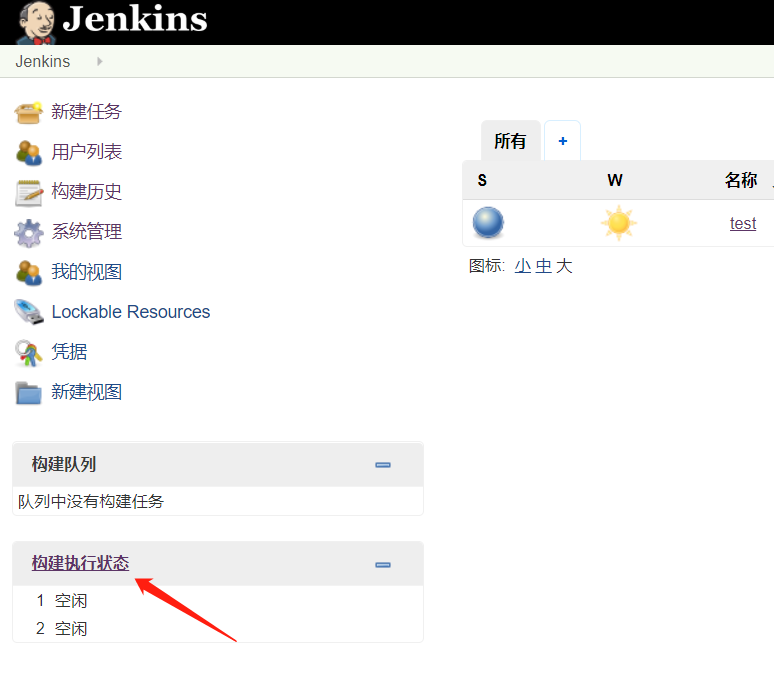 Jenkins
Jenkins
新建任务
用户列表
构建历史
系统管理
我的视图
Lockable Resources
凭据
新建视图
构建队列
队列中没有构建任务
构建执行状态
1 空闲
2 空闲
所有 +
S W 名称
test
图标: 小 中 大